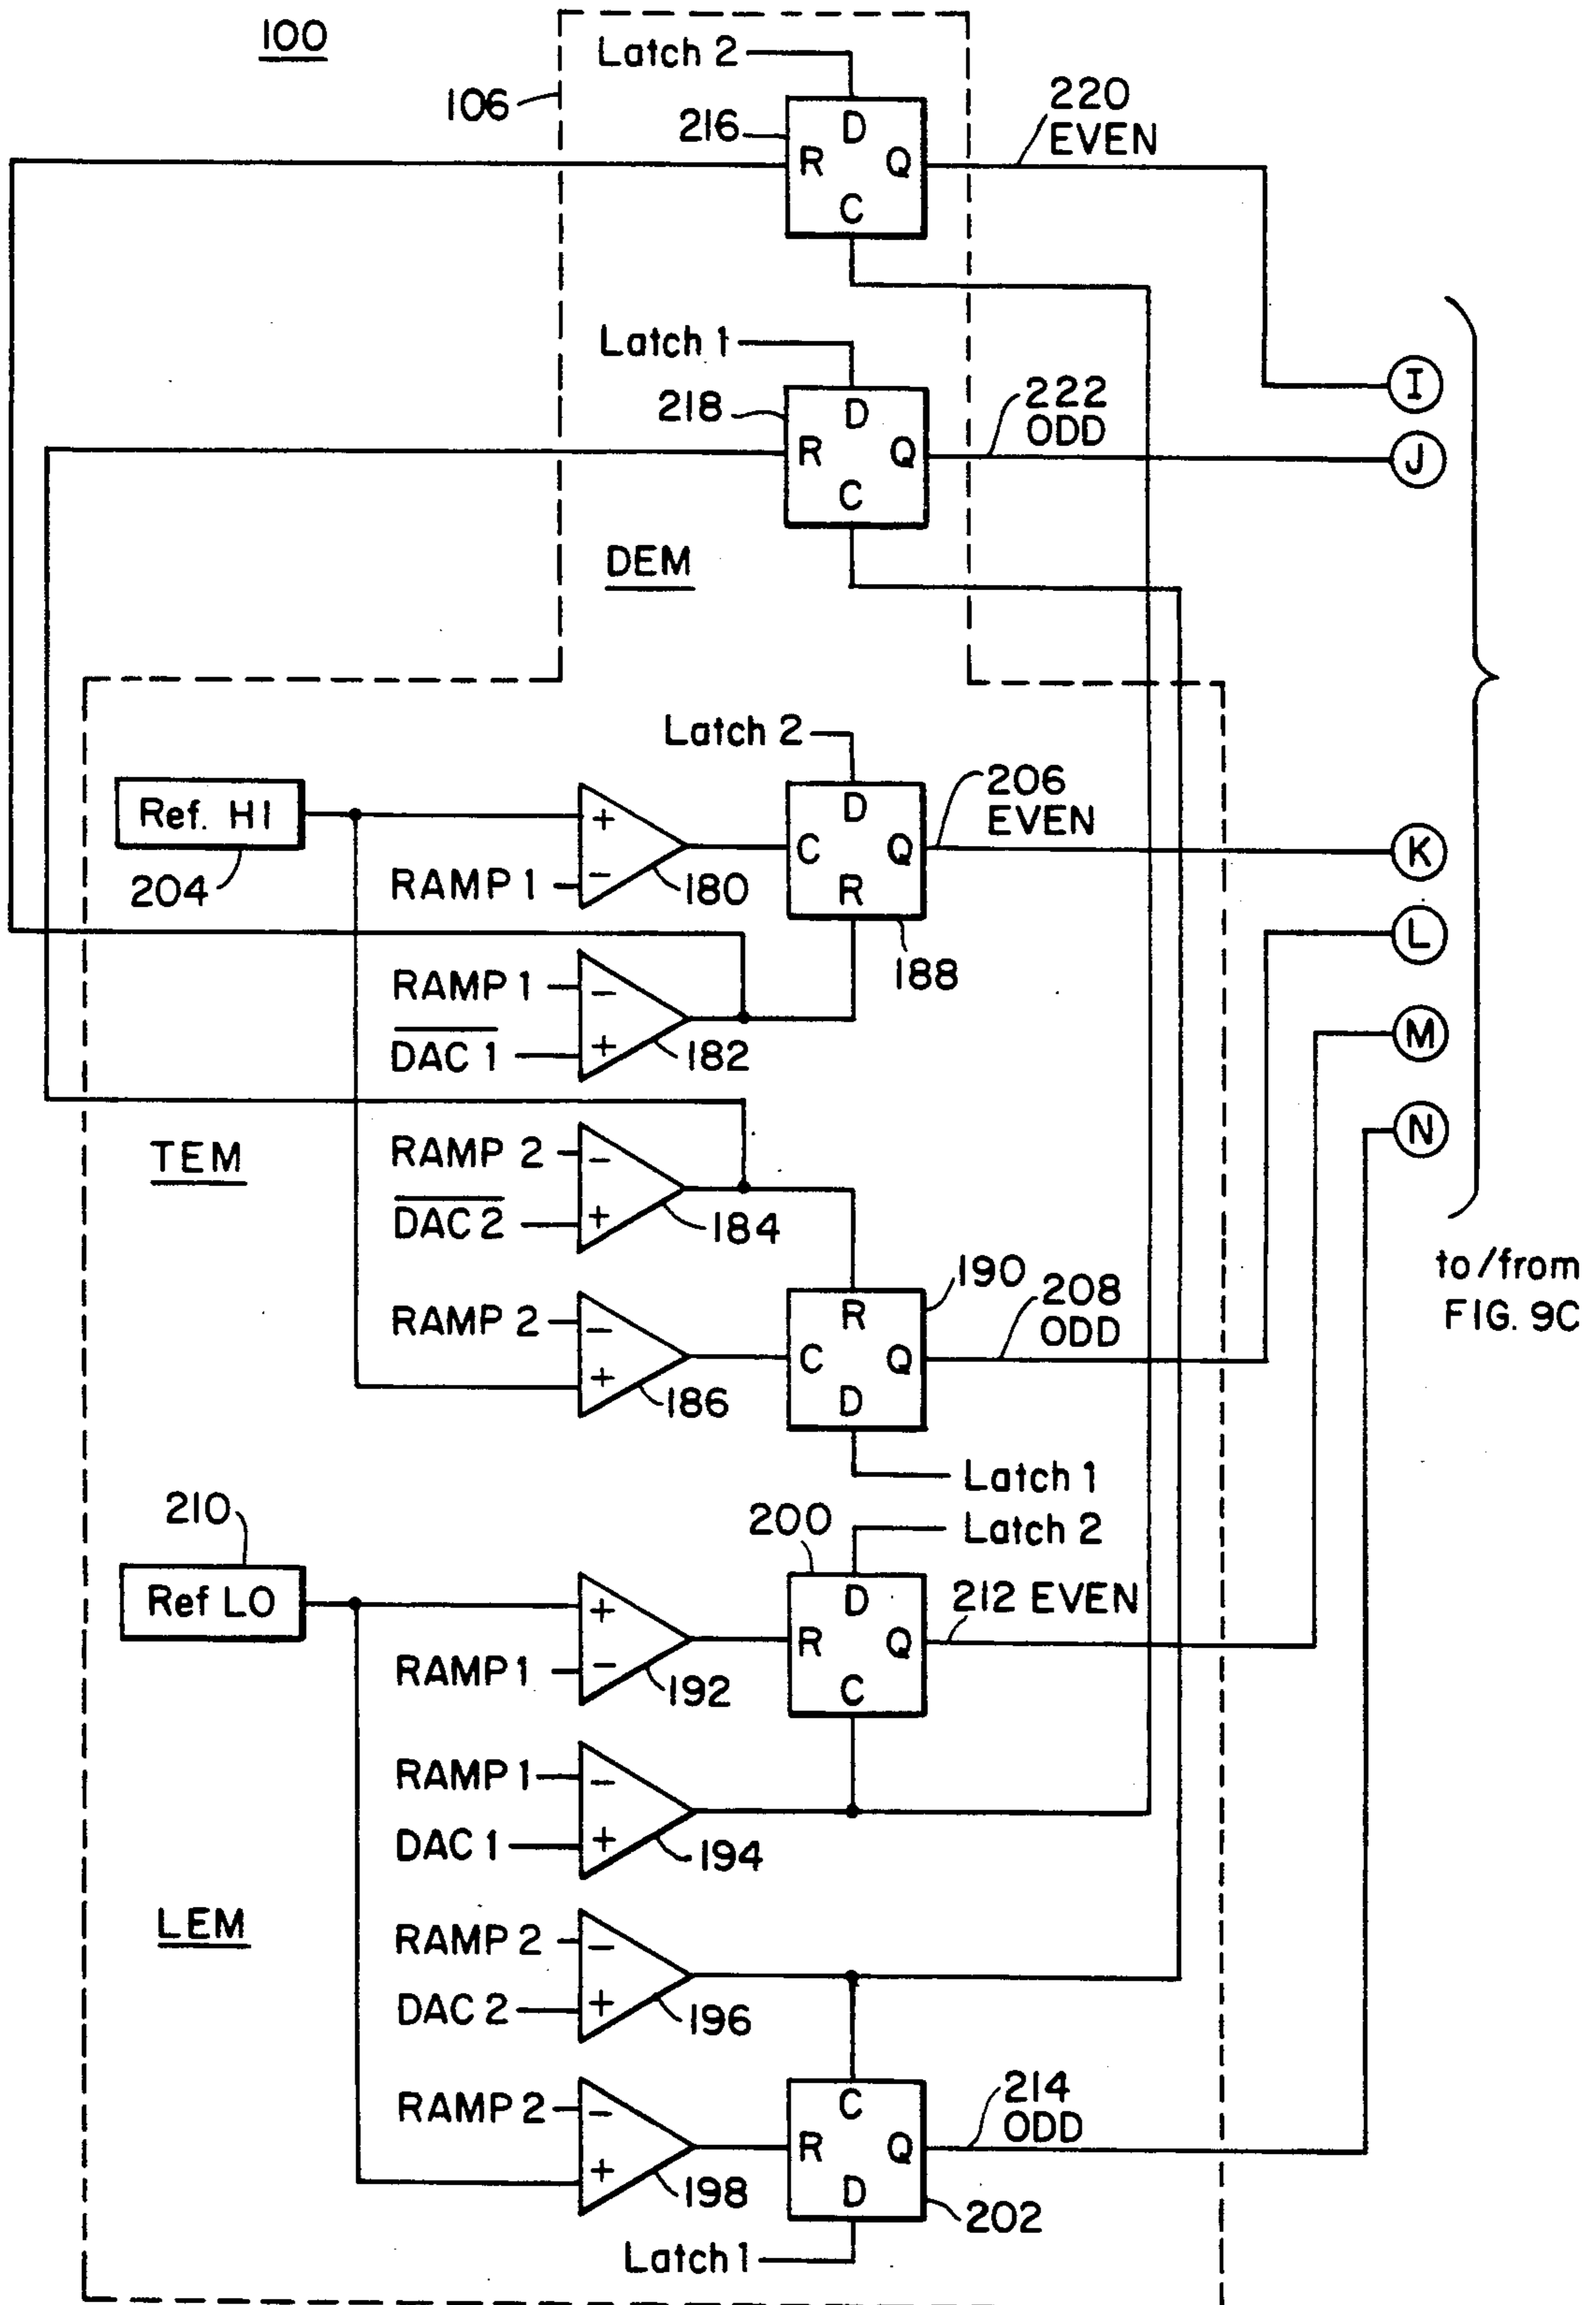 100
Latch 2
106
216
D
R
Q
C
220
EVEN
Latch 1
218
D
R
Q
C
222
ODD
I
J
DEM
Latch 2
Ref. HI
204
+
RAMP 1
−
180
D
C
Q
R
188
206
EVEN
K
L
RAMP 1
−
DAC 1
+
182
M
N
TEM
RAMP 2
−
DAC 2
+
184
190
R
C
Q
D
208
ODD
to/from
FIG. 9C
RAMP 2
−
+
186
Latch 1
210
Ref LO
200
Latch 2
+
RAMP 1
−
192
D
R
Q
C
212 EVEN
RAMP 1
−
DAC 1
+
194
LEM
RAMP 2
−
DAC 2
+
196
RAMP 2
−
+
198
C
R
Q
D
202
214
ODD
Latch 1